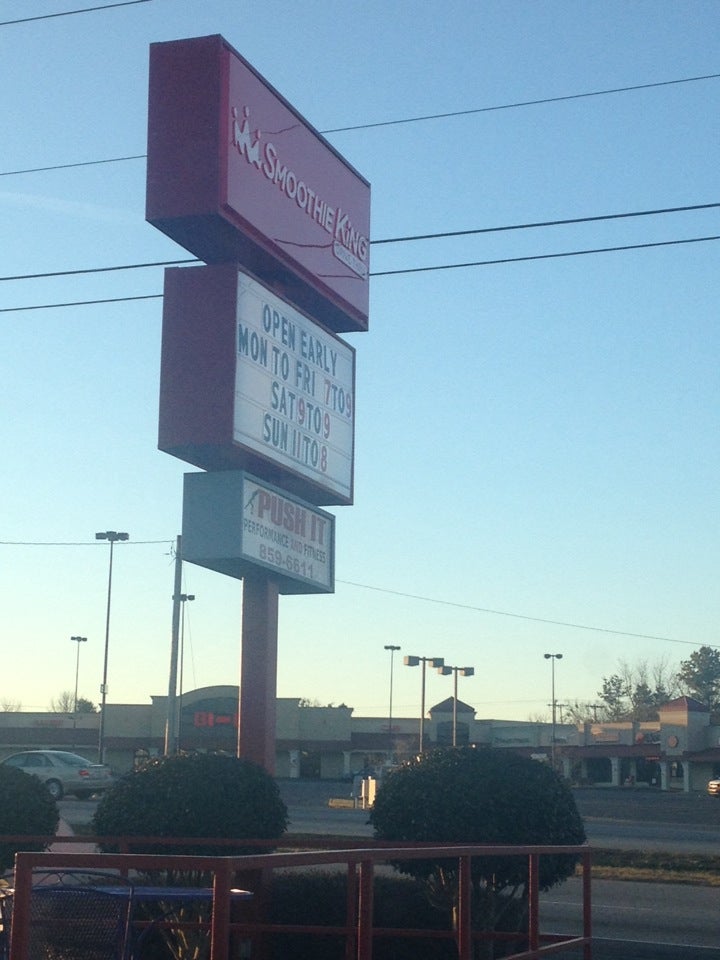 SMOOTHIE KING
OPEN EARLY
MON TO FRI 7TO9
SAT 9TO9
SUN 11TO8
PUSH IT
PERFORMANCE AND FITNESS
859-6611